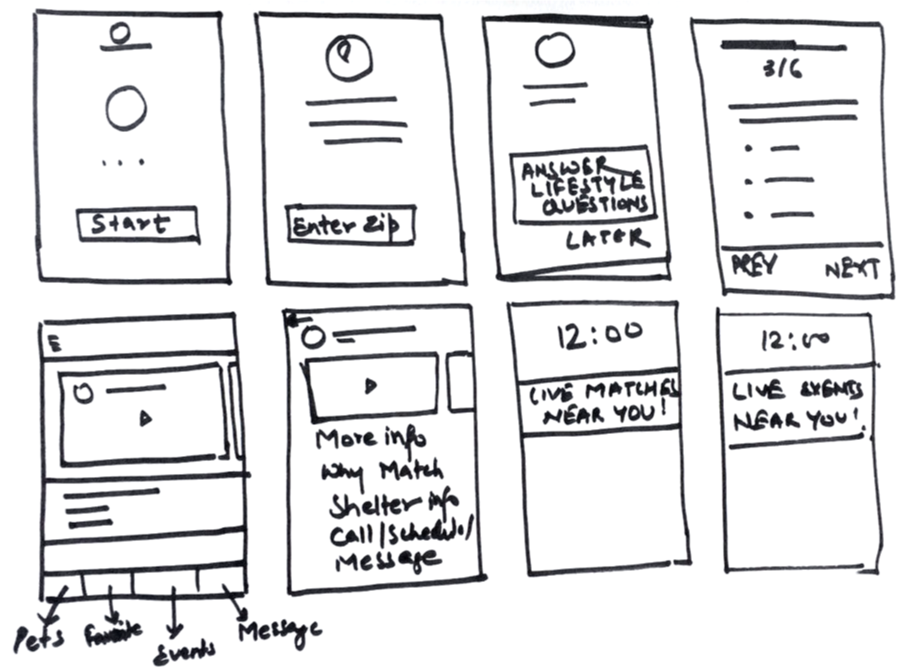 Start
Enter Zip
ANSWER
LIFESTYLE
QUESTIONS
LATER
3/6
PREV NEXT
Pets Favorite Events Message
More info
Why Match
Shelter info
Call/Schedule/
Message
12:00
LIVE MATCHES
NEAR YOU!
12:00
LIVE EVENTS
NEAR YOU!